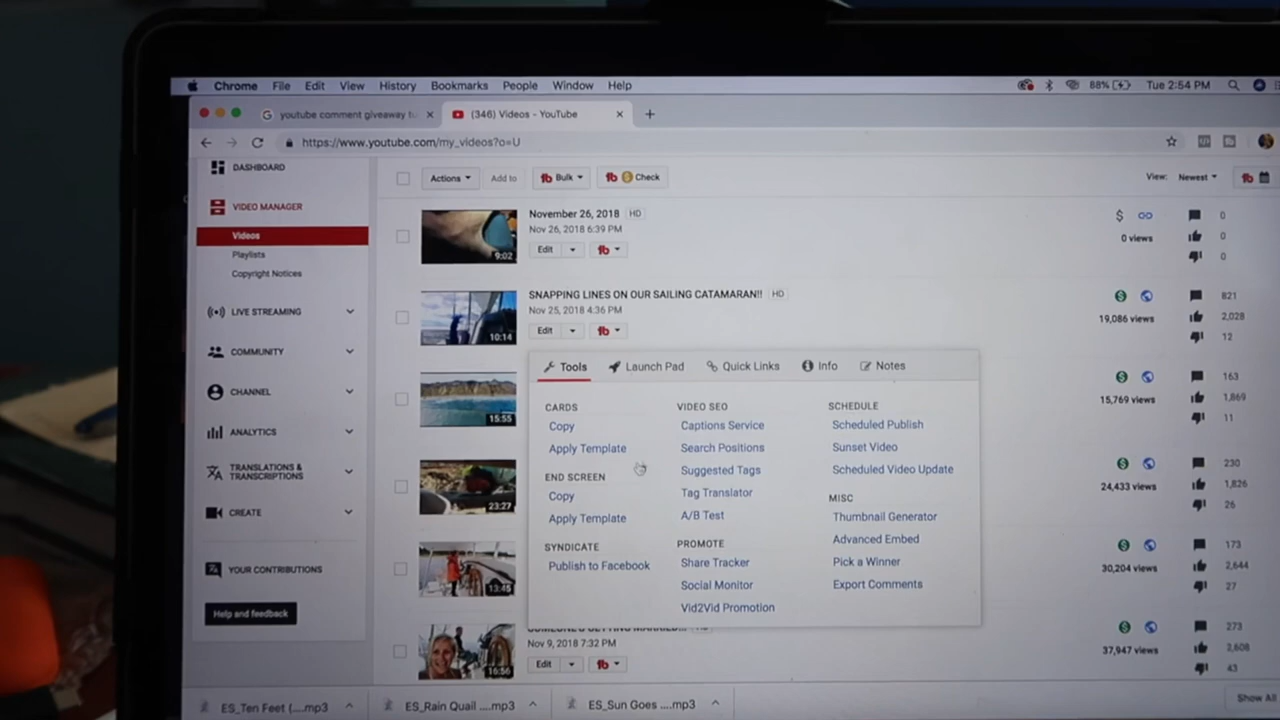 Chrome File Edit View History Bookmarks People Window Help 88% Tue 2:54 PM
youtube comment giveaway (346) Videos - YouTube
https://www.youtube.com/my_videos?o=U
DASHBOARD
VIDEO MANAGER
Videos
Playlists
Copyright Notices
LIVE STREAMING
COMMUNITY
CHANNEL
ANALYTICS
TRANSLATIONS &
TRANSCRIPTIONS
CREATE
YOUR CONTRIBUTIONS
Help and feedback
Actions Add to tb Bulk tb Check View: Newest tb
November 26, 2018 HD
Nov 26, 2018 6:39 PM
9:02
Edit tb
$
0 views
0
0
0
SNAPPING LINES ON OUR SAILING CATAMARAN!! HD
Nov 25, 2018 4:36 PM
10:14
Edit tb
19,086 views
821
2,028
12
Tools Launch Pad Quick Links Info Notes
CARDS
Copy
Apply Template
END SCREEN
Copy
Apply Template
SYNDICATE
Publish to Facebook
VIDEO SEO
Captions Service
Search Positions
Suggested Tags
Tag Translator
A/B Test
PROMOTE
Share Tracker
Social Monitor
Vid2Vid Promotion
SCHEDULE
Scheduled Publish
Sunset Video
Scheduled Video Update
MISC
Thumbnail Generator
Advanced Embed
Pick a Winner
Export Comments
15:55
15,769 views
163
1,869
11
23:27
24,433 views
230
1,826
26
13:45
30,204 views
173
2,644
27
Nov 9, 2018 7:32 PM
16:56
Edit tb
37,947 views
273
2,608
43
ES_Ten Feet (....mp3 ES_Rain Quail ....mp3 ES_Sun Goes ....mp3 Show All